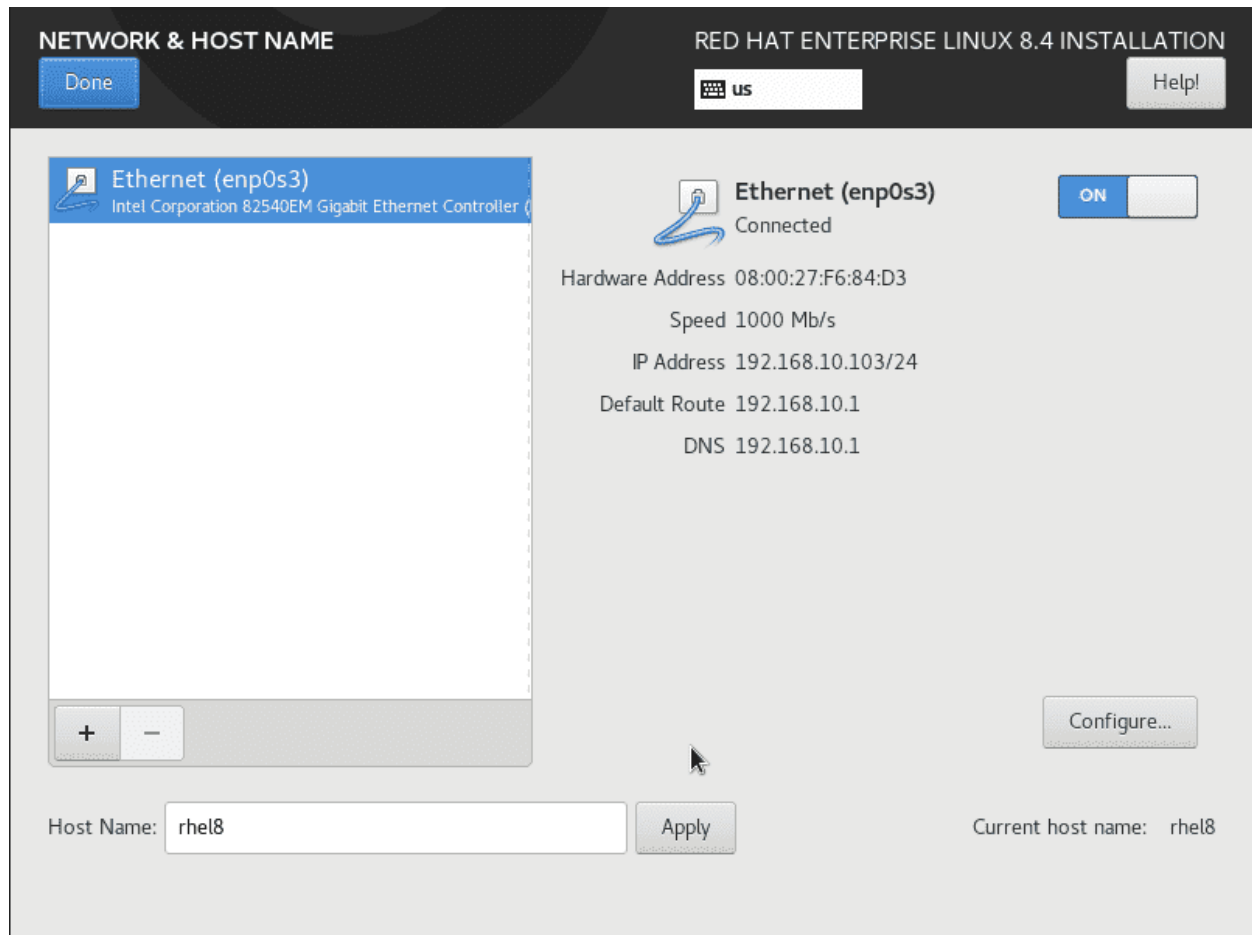 NETWORK & HOST NAME
RED HAT ENTERPRISE LINUX 8.4 INSTALLATION
Done
us
Help!
Ethernet (enp0s3)
Intel Corporation 82540EM Gigabit Ethernet Controller (
Ethernet (enp0s3)
ON
Connected
Hardware Address 08:00:27:F6:84:D3
Speed 1000 Mb/s
IP Address 192.168.10.103/24
Default Route 192.168.10.1
DNS 192.168.10.1
+ −
Configure...
Host Name: rhel8 Apply
Current host name: rhel8